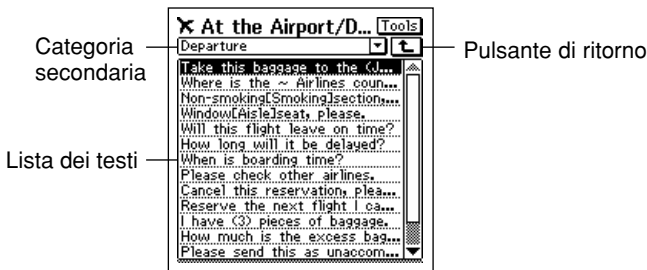 At the Airport/D... Tools
Categoria secondaria
Departure
Pulsante di ritorno
Take this baggage to the (J...
Where is the ~ Airlines coun...
Non-smoking[Smoking]section,...
Window[Aisle]seat, please.
Will this flight leave on time?
How long will it be delayed?
Lista dei testi
When is boarding time?
Please check other airlines.
Cancel this reservation, plea...
Reserve the next flight I ca...
I have (3) pieces of baggage.
How much is the excess bag...
Please send this as unaccom...